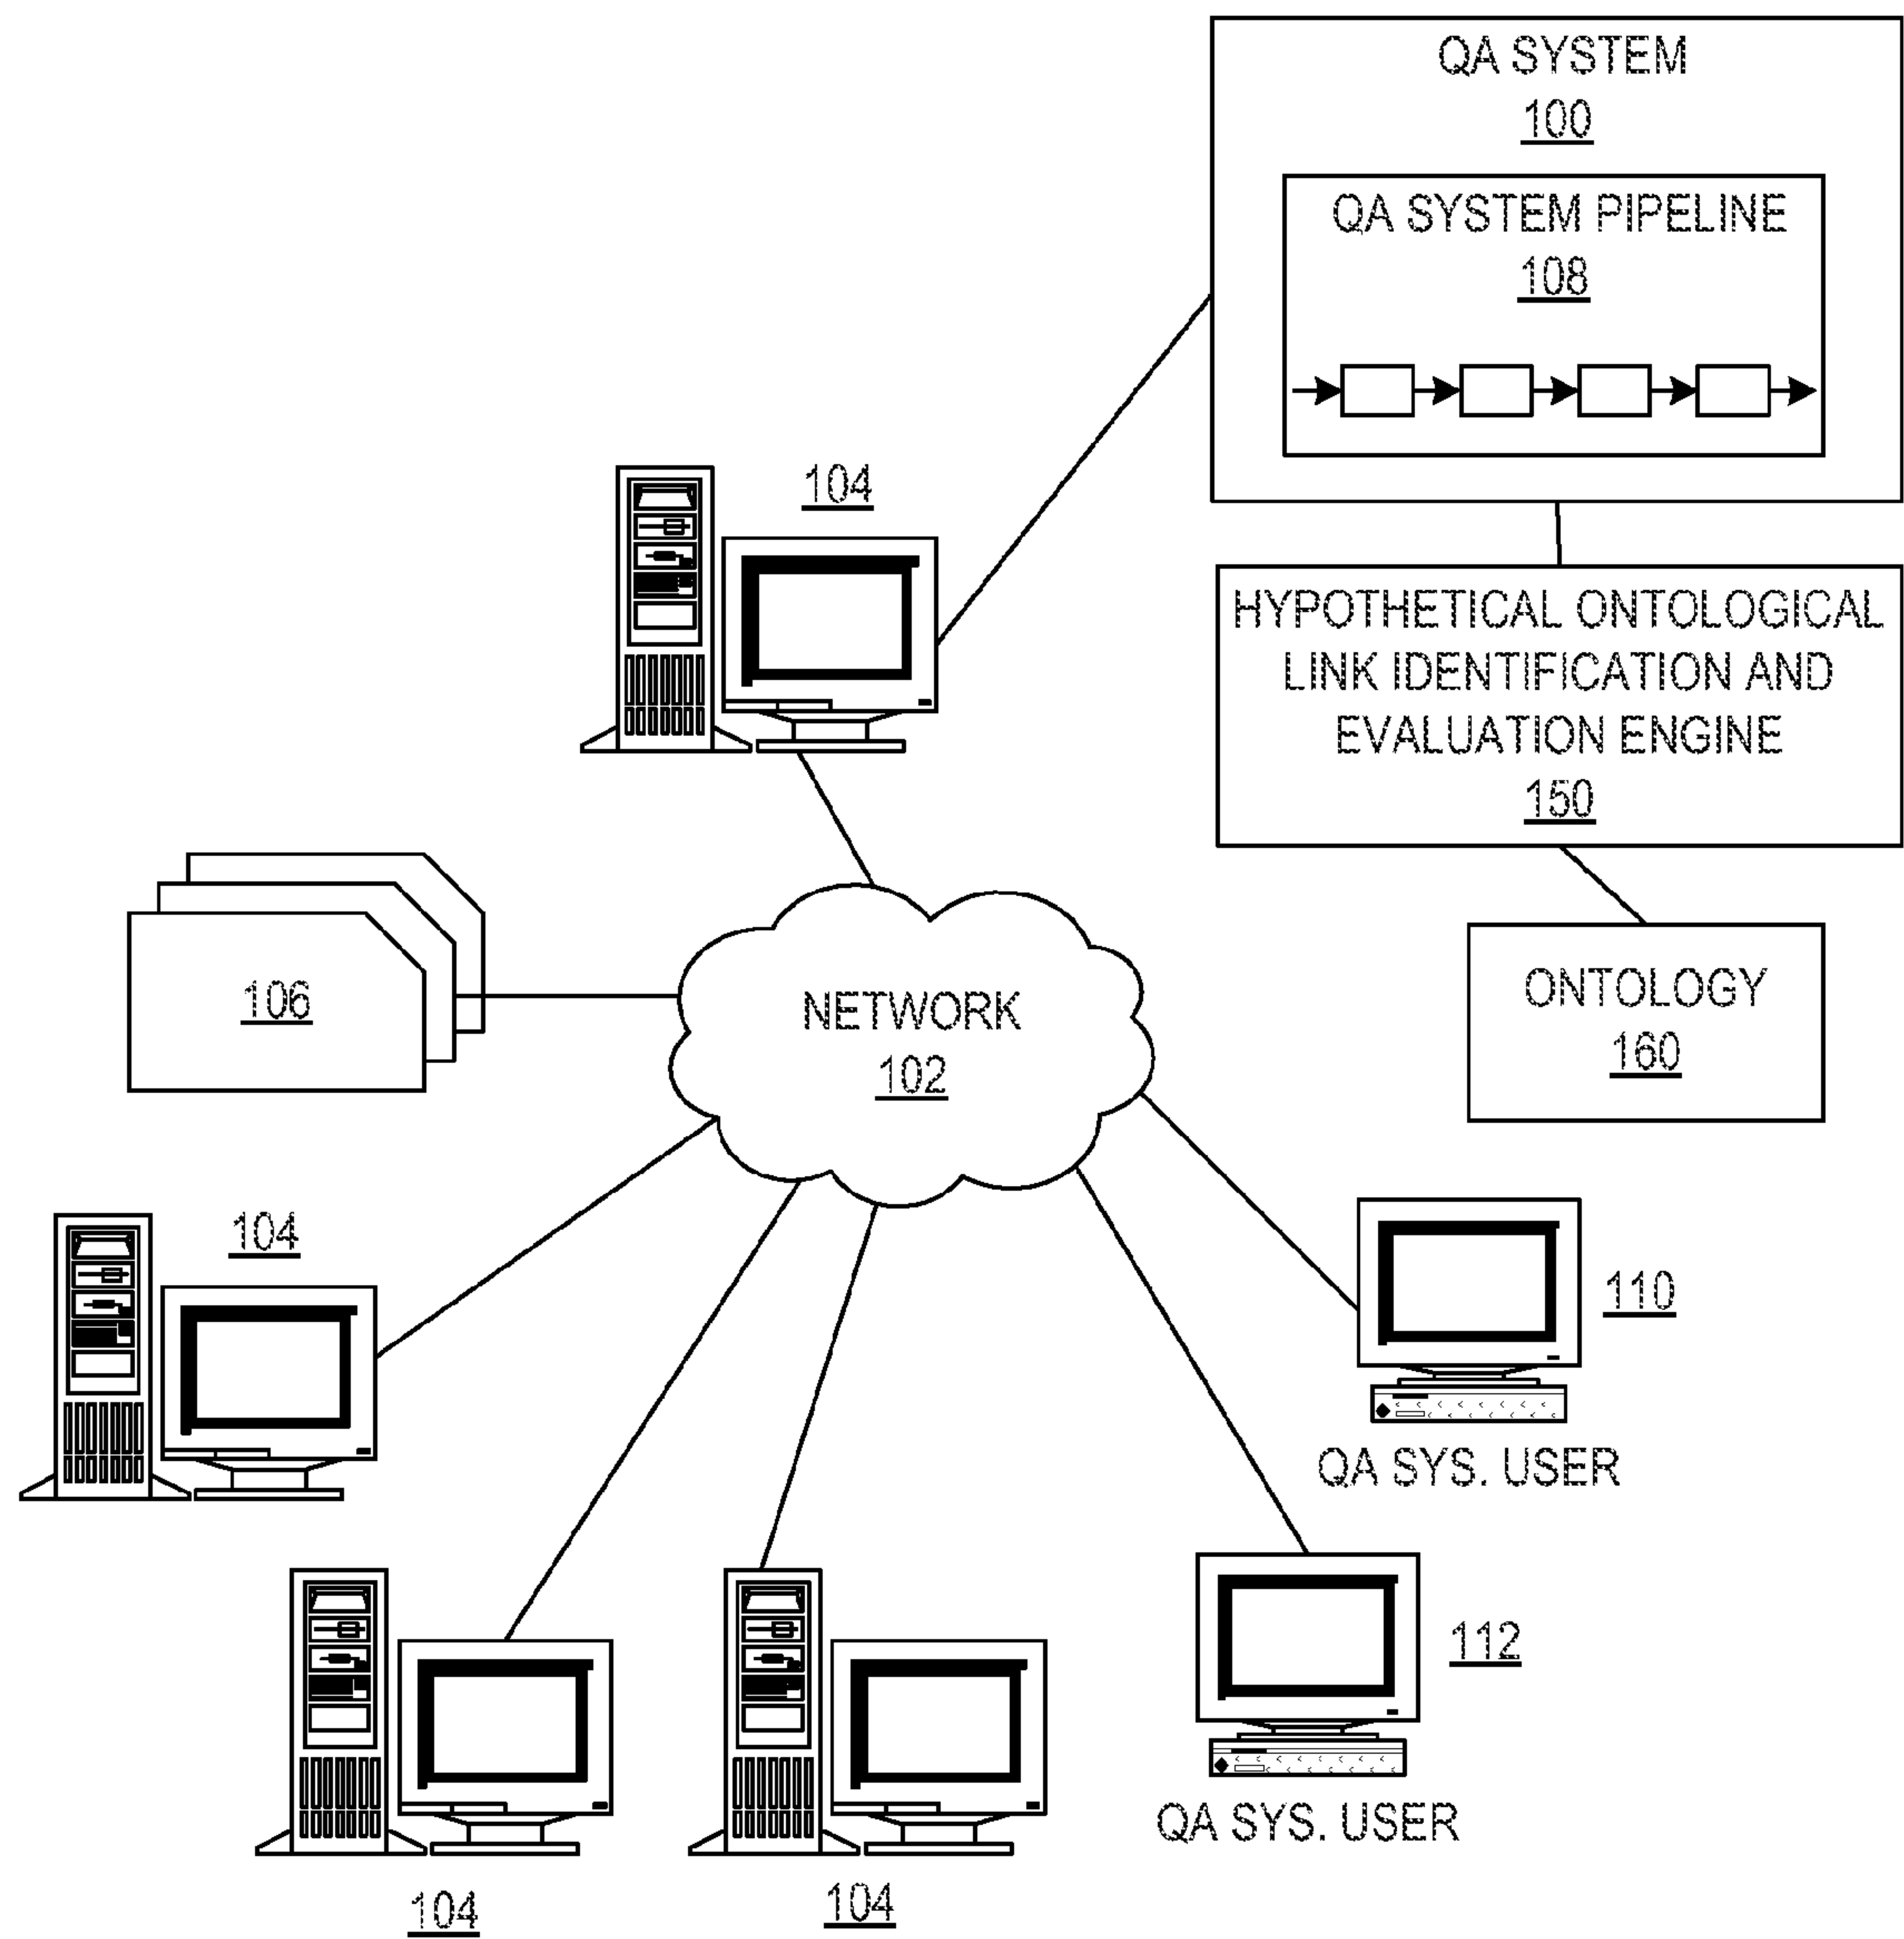 QA SYSTEM
100
QA SYSTEM PIPELINE
108
104
HYPOTHETICAL ONTOLOGICAL
LINK IDENTIFICATION AND
EVALUATION ENGINE
150
106
NETWORK
102
ONTOLOGY
160
104
110
QA SYS. USER
112
QA SYS. USER
104
104